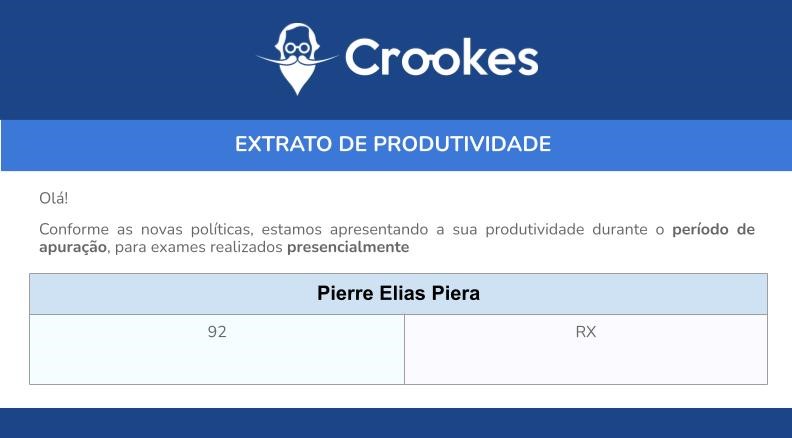 Crookes
EXTRATO DE PRODUTIVIDADE
Olá!
Conforme as novas políticas, estamos apresentando a sua produtividade durante o período de
apuração, para exames realizados presencialmente
Pierre Elias Piera
92 RX